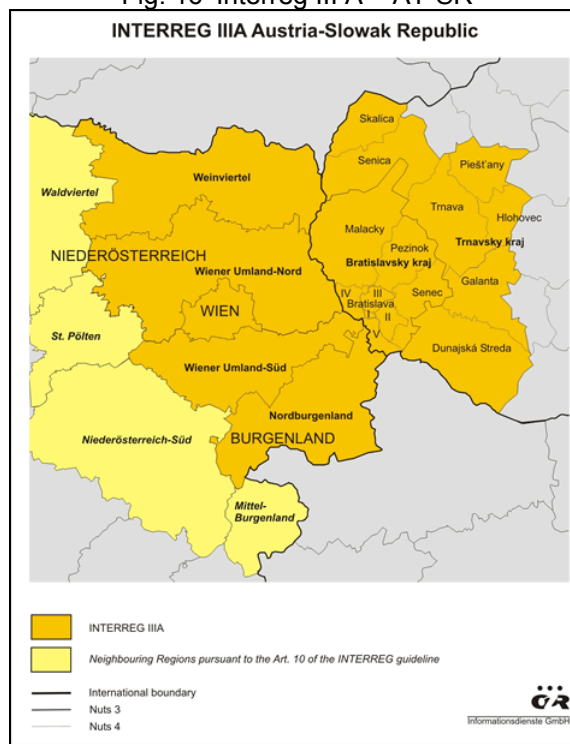 INTERREG IIIA Austria-Slowak Republic
Skalica
Senica
Piešt'any
Waldviertel
Weinviertel
Trnava
Hlohovec
Malacky
Trnavsky kraj
Pezinok
NIEDERÖSTERREICH
Bratislavsky kraj
Wiener Umland-Nord
Galanta
IV
III
Senec
WIEN
Bratislava
I
II
V
St. Pölten
Dunajská Streda
Wiener Umland-Süd
Nordburgenland
Niederösterreich-Süd
BURGENLAND
Mittel-
Burgenland
INTERREG IIIA
Neighbouring Regions pursuant to the Art. 10 of the INTERREG guideline
International boundary
Nuts 3
Nuts 4
ÖIR
Informationsdienste GmbH